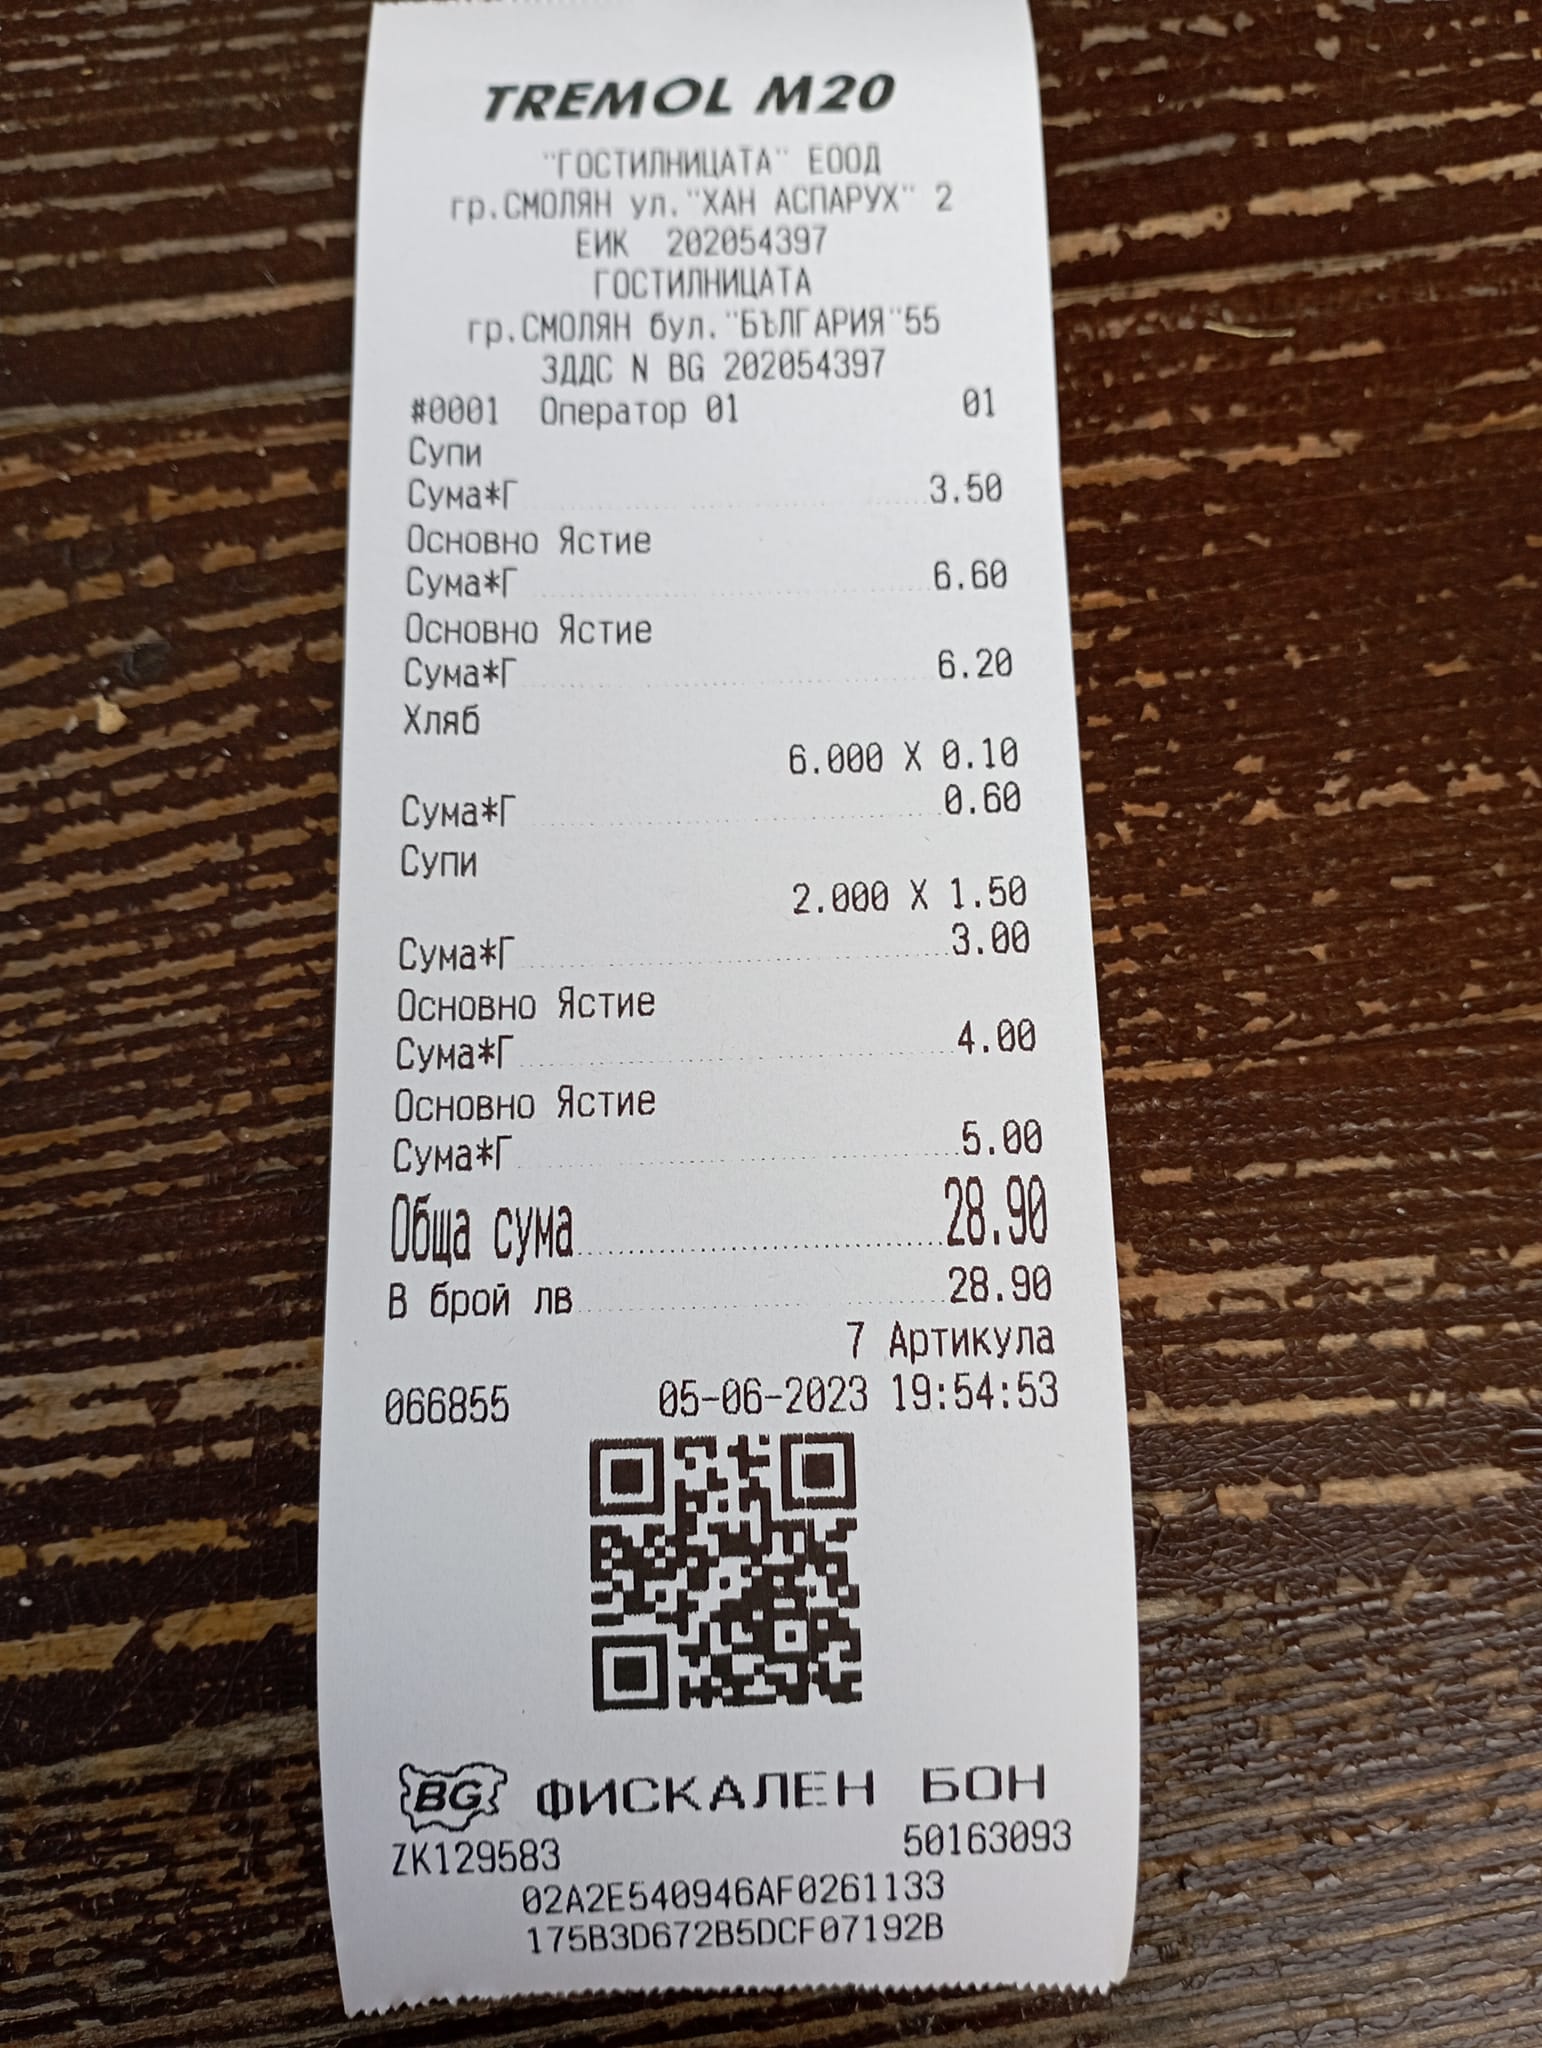 TREMOL M20
"ГОСТИЛНИЦАТА" ЕООД
гр.СМОЛЯН ул."ХАН АСПАРУХ" 2
ЕИК 202054397
ГОСТИЛНИЦАТА
гр.СМОЛЯН бул."БЪЛГАРИЯ"55
ЗДДС N BG 202054397
#0001 Оператор 01 01
Супи
Сума*Г 3.50
Основно Ястие
Сума*Г 6.60
Основно Ястие
Сума*Г 6.20
Хляб
6.000 X 0.10
Сума*Г 0.60
Супи
2.000 X 1.50
Сума*Г 3.00
Основно Ястие
Сума*Г 4.00
Основно Ястие
Сума*Г 5.00
Обща сума 28.90
В брой лв 28.90
7 Артикула
066855 05-06-2023 19:54:53
BG ФИСКАЛЕН БОН
ZK129583 50163093
02A2E540946AF0261133
175B3D672B5DCF07192B